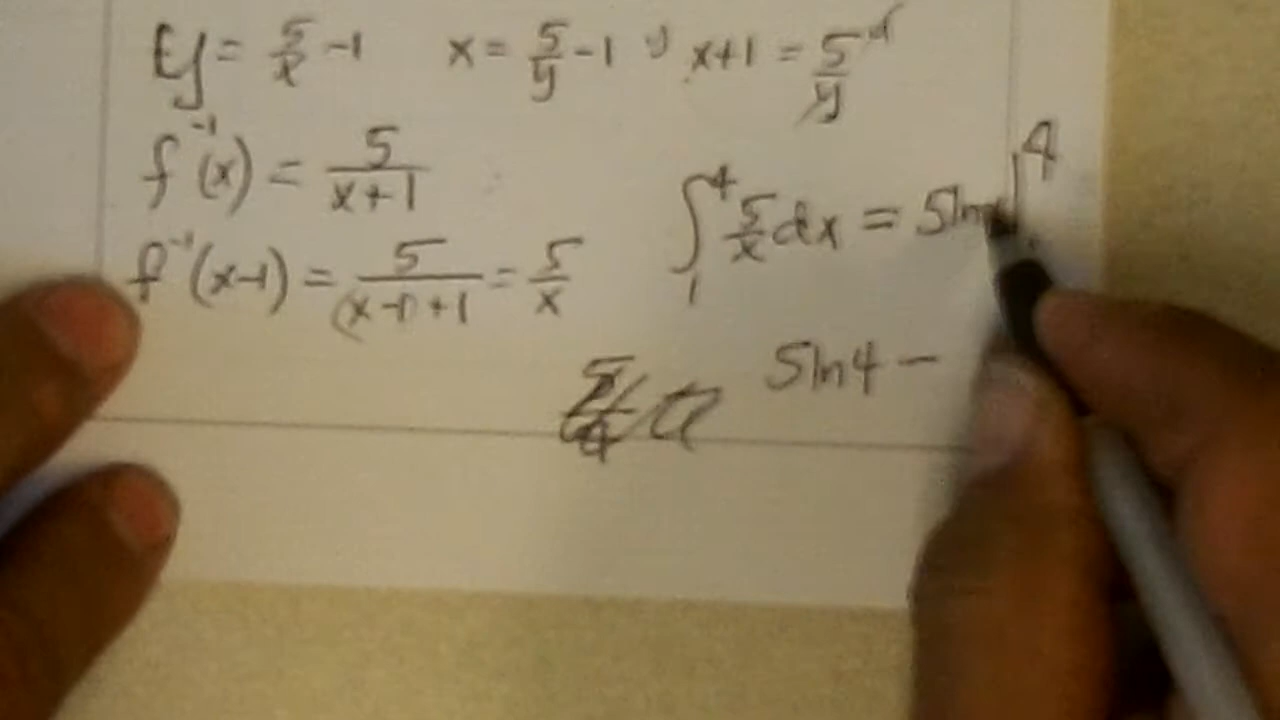 y = 5/x -1 x = 5/y -1 x+1 = 5/y
f⁻¹(x) = 5/(x+1)
∫₁⁴ 5/x dx = 5ln |⁴
f⁻¹(x-1) = 5/((x-1)+1) = 5/x
5ln4 -